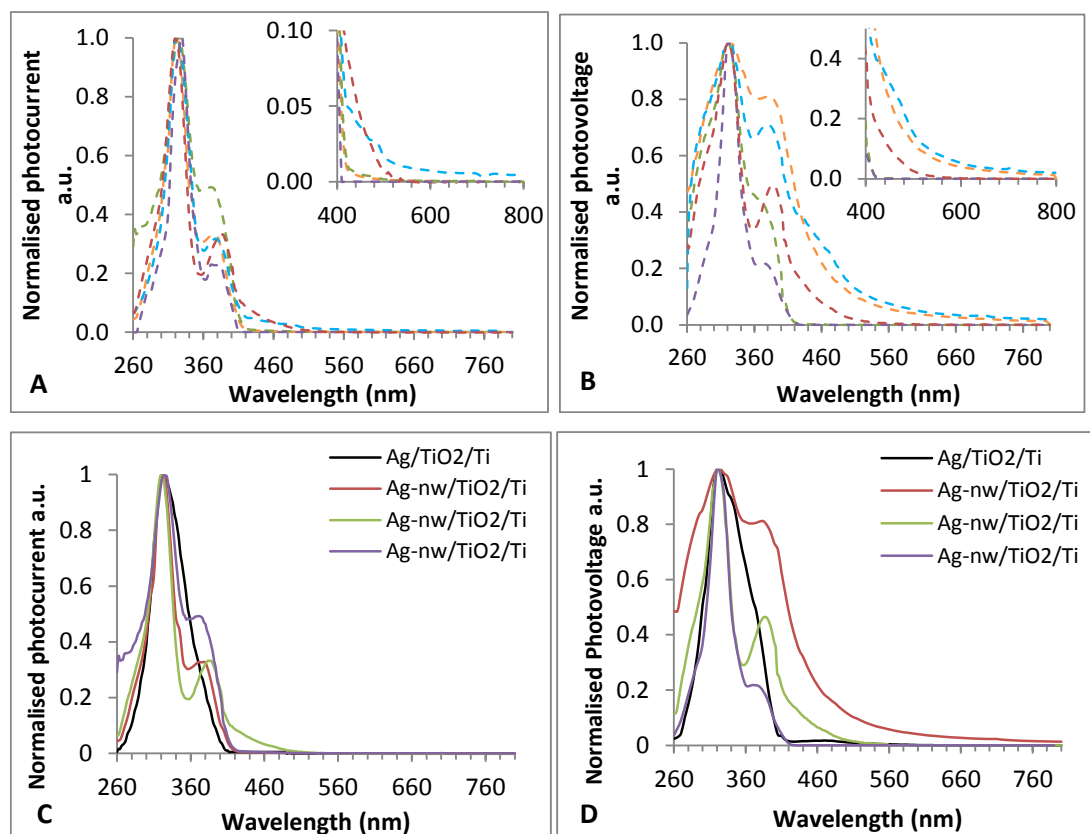 Normalised photocurrent
a.u.
1.0
0.8
0.6
0.4
0.2
0.0
260 360 460 560 660 760
Wavelength (nm)
A
0.10
0.05
0.00
400 600 800
Normalised photovoltage
a.u.
1.0
0.8
0.6
0.4
0.2
0.0
260 360 460 560 660 760
Wavelength (nm)
B
0.4
0.2
0.0
400 600 800
Normalised photocurrent a.u.
1
0.8
0.6
0.4
0.2
0
260 360 460 560 660 760
Wavelength (nm)
C
Ag/TiO2/Ti
Ag-nw/TiO2/Ti
Ag-nw/TiO2/Ti
Ag-nw/TiO2/Ti
Normalised Photovoltage a.u.
1
0.8
0.6
0.4
0.2
0
260 360 460 560 660 760
Wavelength (nm)
D
Ag/TiO2/Ti
Ag-nw/TiO2/Ti
Ag-nw/TiO2/Ti
Ag-nw/TiO2/Ti